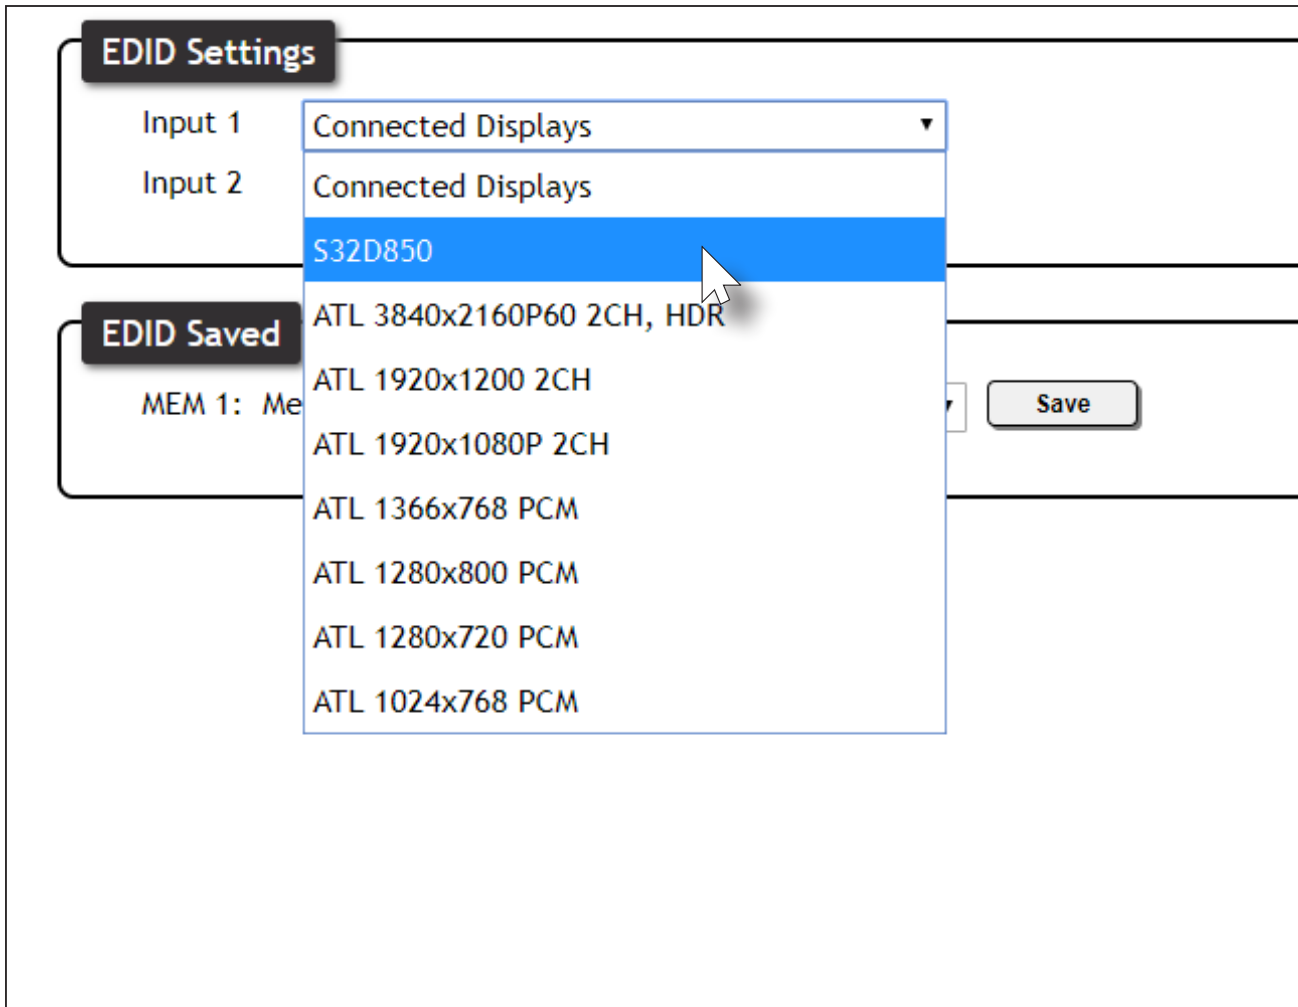 EDID Settings
Input 1
Connected Displays
Input 2
Connected Displays
S32D850
ATL 3840x2160P60 2CH, HDR
EDID Saved
ATL 1920x1200 2CH
MEM 1:
Save
ATL 1920x1080P 2CH
ATL 1366x768 PCM
ATL 1280x800 PCM
ATL 1280x720 PCM
ATL 1024x768 PCM